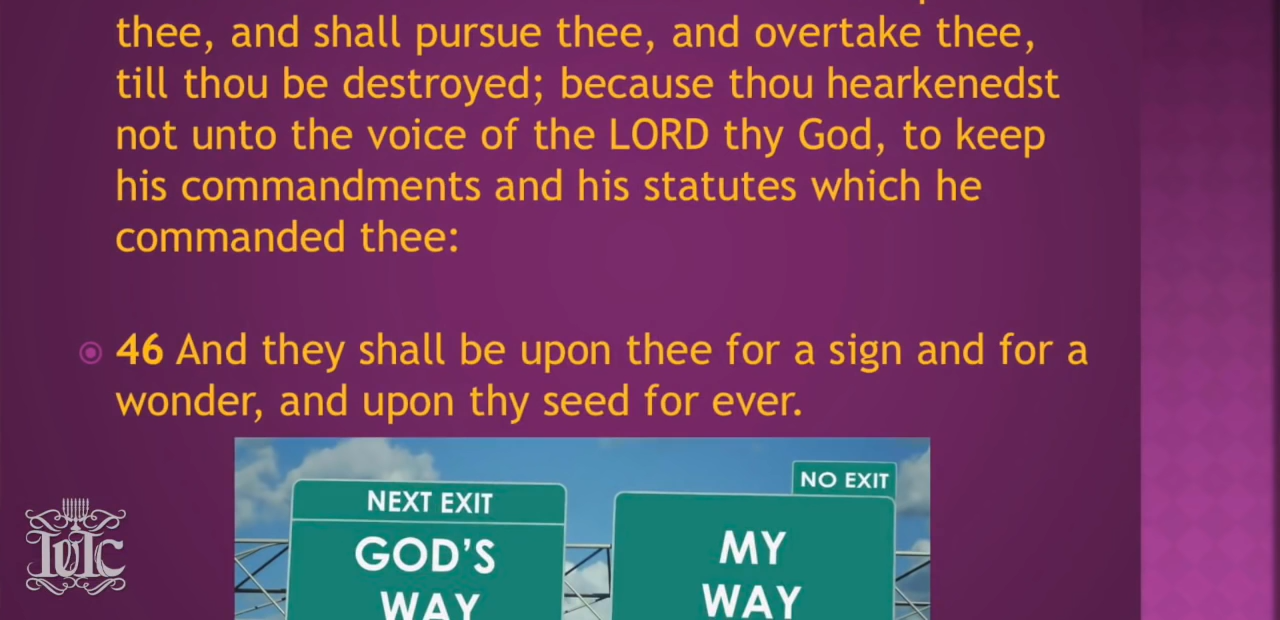 thee, and shall pursue thee, and overtake thee,
till thou be destroyed; because thou hearkenedst
not unto the voice of the LORD thy God, to keep
his commandments and his statutes which he
commanded thee:
46 And they shall be upon thee for a sign and for a
wonder, and upon thy seed for ever.
NEXT EXIT
GOD'S
WAY
NO EXIT
MY
WAY
IUIC